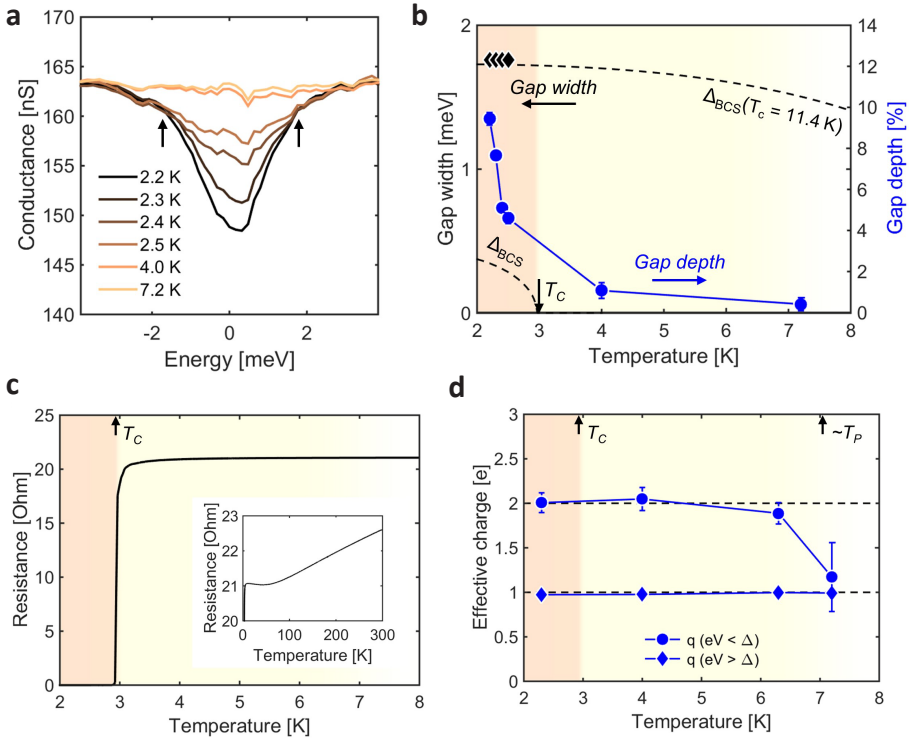 a
170
165
160
155
150
145
140
Conductance [nS]
2.2 K
2.3 K
2.4 K
2.5 K
4.0 K
7.2 K
-2
0
2
Energy [meV]
b
2
1
0
Gap width [meV]
14
12
10
8
6
4
2
0
Gap depth [%]
Gap width
Δ_BCS(T_c = 11.4 K)
Δ_BCS
Gap depth
T_C
2 3 4 5 6 7 8
Temperature [K]
c
25
20
15
10
5
0
Resistance [Ohm]
T_C
23
22
21
20
Resistance [Ohm]
0 100 200 300
Temperature [K]
2 3 4 5 6 7 8
Temperature [K]
d
3
2.5
2
1.5
1
0.5
0
Effective charge [e]
T_C
~T_P
q (eV < Δ)
q (eV > Δ)
2 3 4 5 6 7 8
Temperature [K]